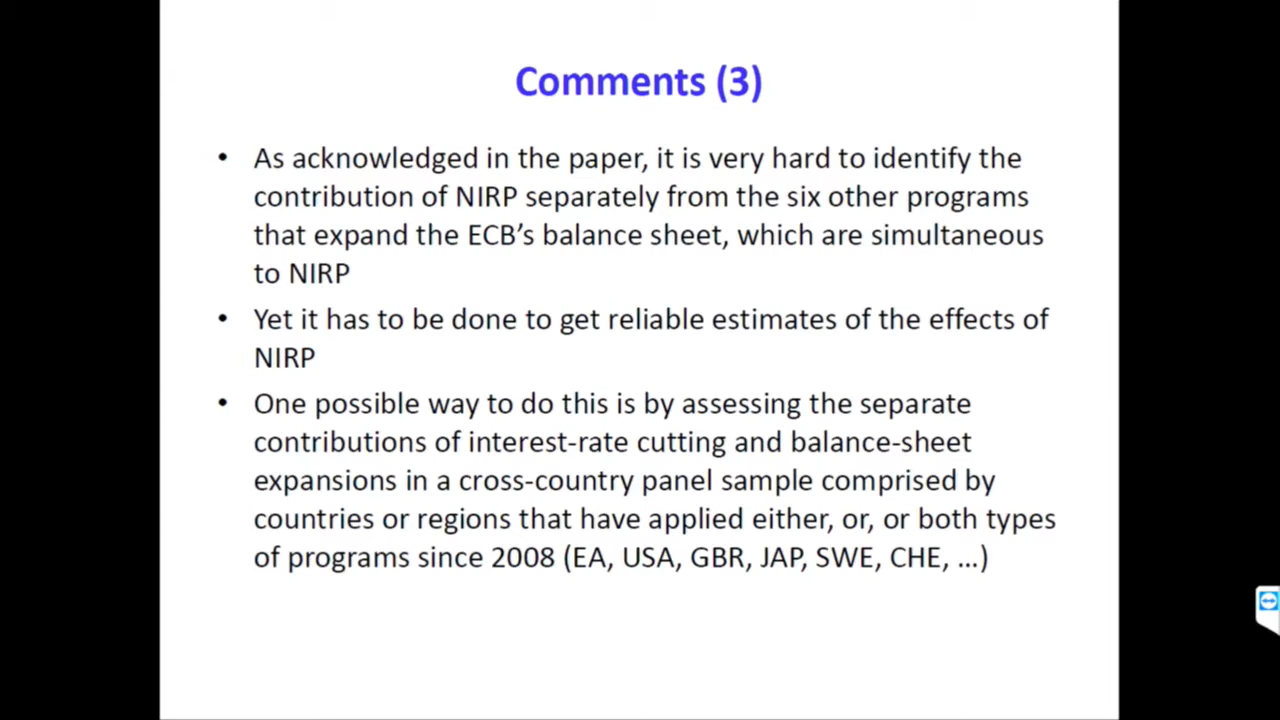 Comments (3)
• As acknowledged in the paper, it is very hard to identify the
contribution of NIRP separately from the six other programs
that expand the ECB’s balance sheet, which are simultaneous
to NIRP
• Yet it has to be done to get reliable estimates of the effects of
NIRP
• One possible way to do this is by assessing the separate
contributions of interest-rate cutting and balance-sheet
expansions in a cross-country panel sample comprised by
countries or regions that have applied either, or, or both types
of programs since 2008 (EA, USA, GBR, JAP, SWE, CHE, …)